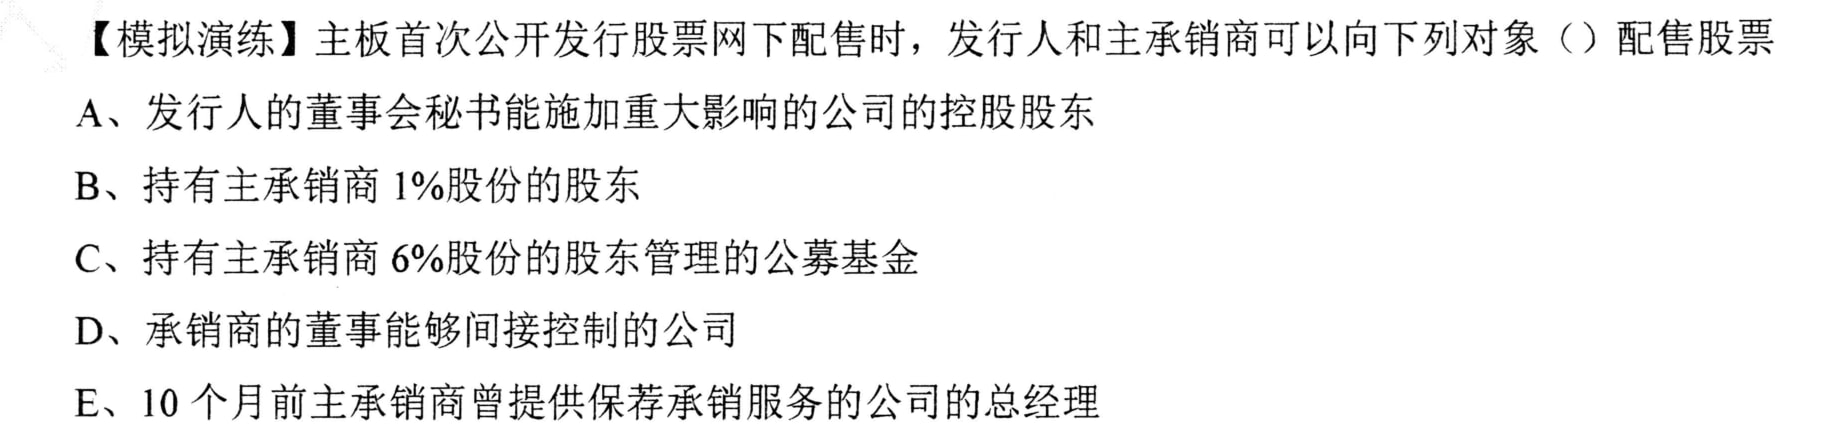 【模拟演练】主板首次公开发行股票网下配售时，发行人和主承销商可以向下列对象（）配售股票
A、发行人的董事会秘书能施加重大影响的公司的控股股东
B、持有主承销商 1%股份的股东
C、持有主承销商 6%股份的股东管理的公募基金
D、承销商的董事能够间接控制的公司
E、10 个月前主承销商曾提供保荐承销服务的公司的总经理